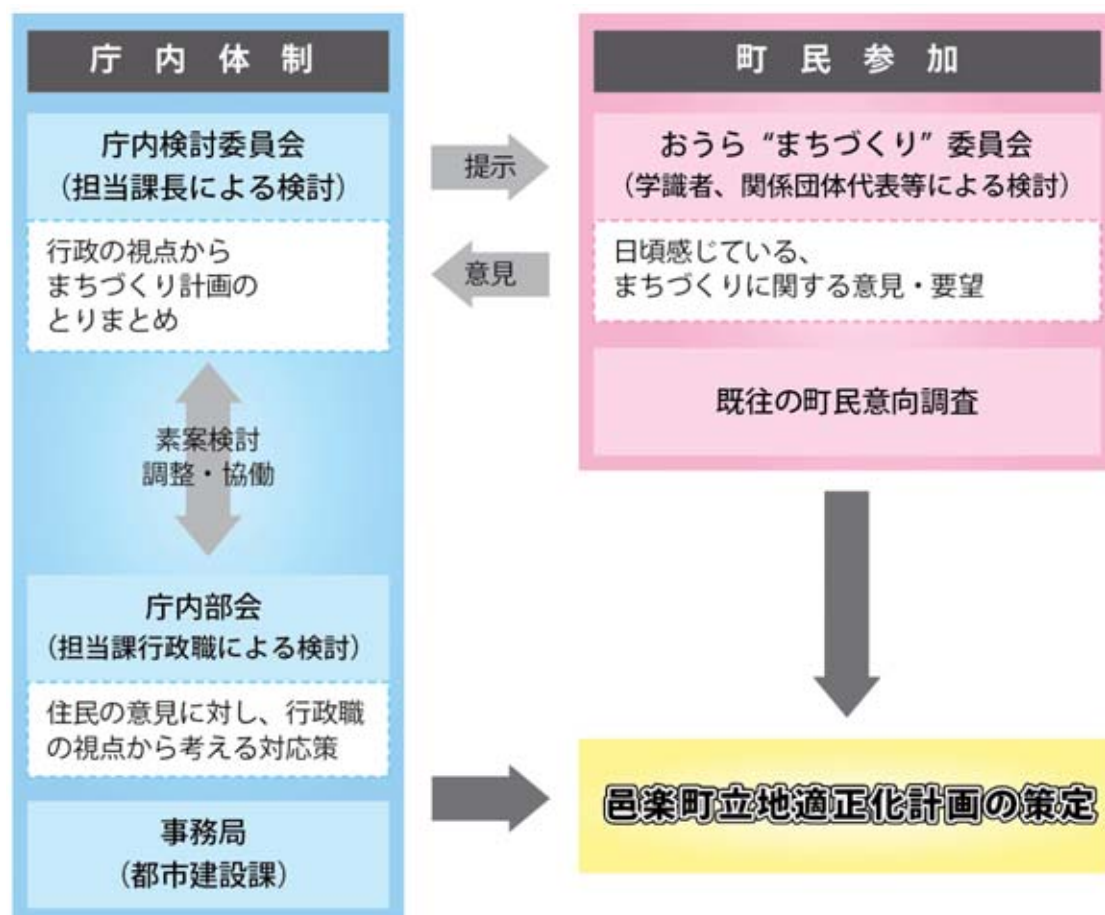 庁内体制
庁内検討委員会
（担当課長による検討）
行政の視点から
まちづくり計画の
とりまとめ
素案検討
調整・協働
庁内部会
（担当課行政職による検討）
住民の意見に対し、行政職
の視点から考える対応策
事務局
（都市建設課）
提示
意見
町民参加
おうら“まちづくり”委員会
（学識者、関係団体代表等による検討）
日頃感じている、
まちづくりに関する意見・要望
既往の町民意向調査
邑楽町立地適正化計画の策定